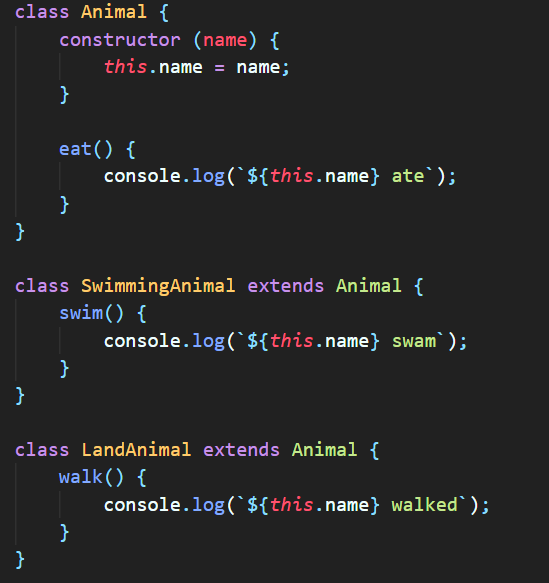 class Animal {
    constructor (name) {
        this.name = name;
    }

    eat() {
        console.log(`${this.name} ate`);
    }
}

class SwimmingAnimal extends Animal {
    swim() {
        console.log(`${this.name} swam`);
    }
}

class LandAnimal extends Animal {
    walk() {
        console.log(`${this.name} walked`);
    }
}